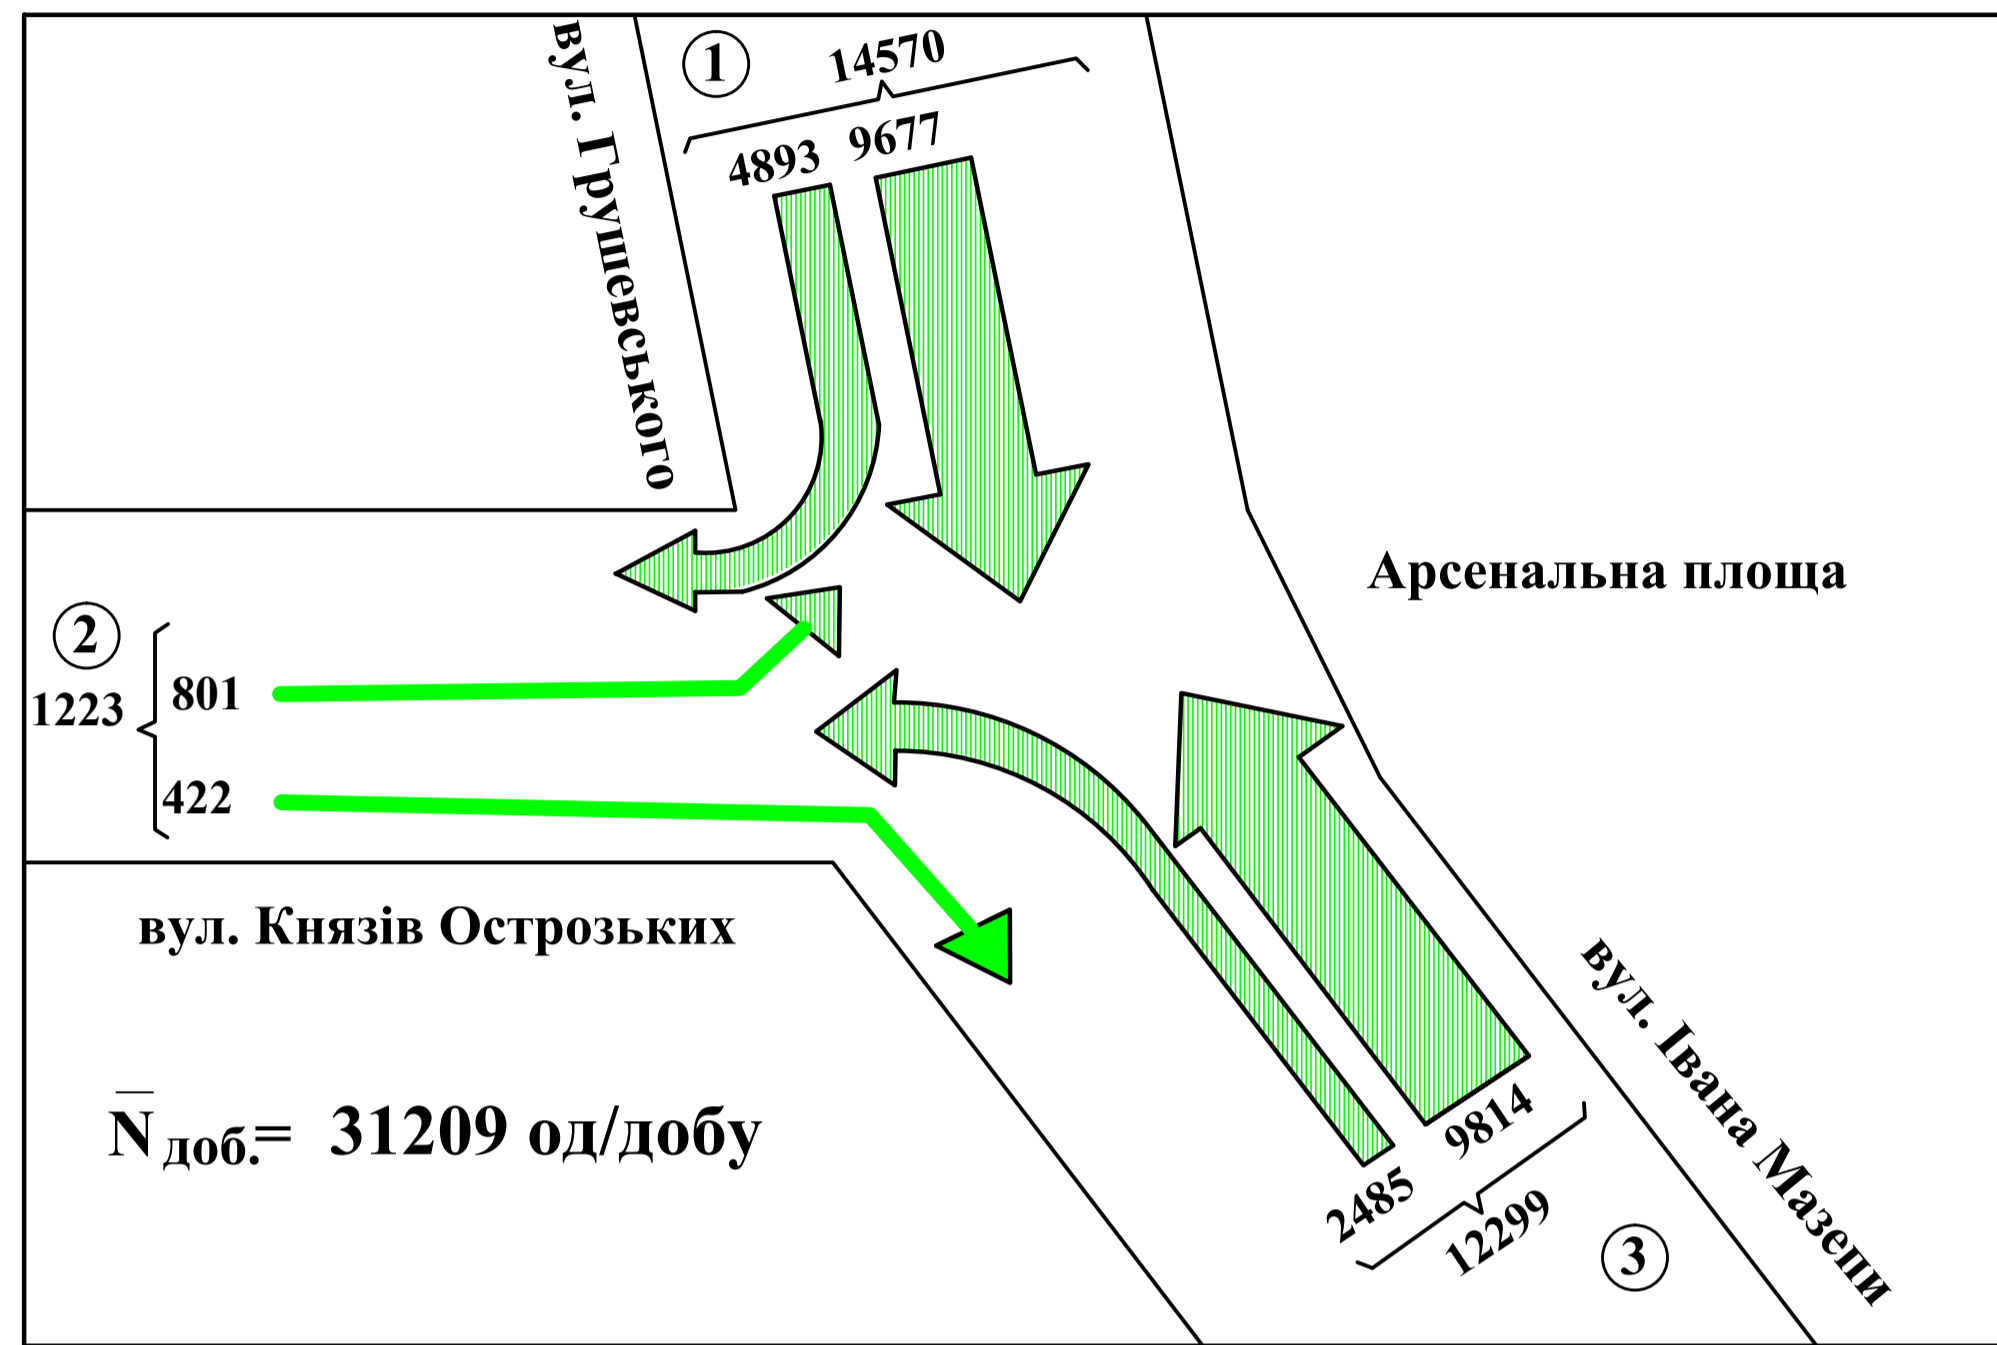 вул. Грушевського
1
14570
4893
9677
Арсенальна площа
2
1223
801
422
вул. Князів Острозьких
N доб.= 31209 од/добу
вул. Івана Мазепи
9814
2485
12299
3